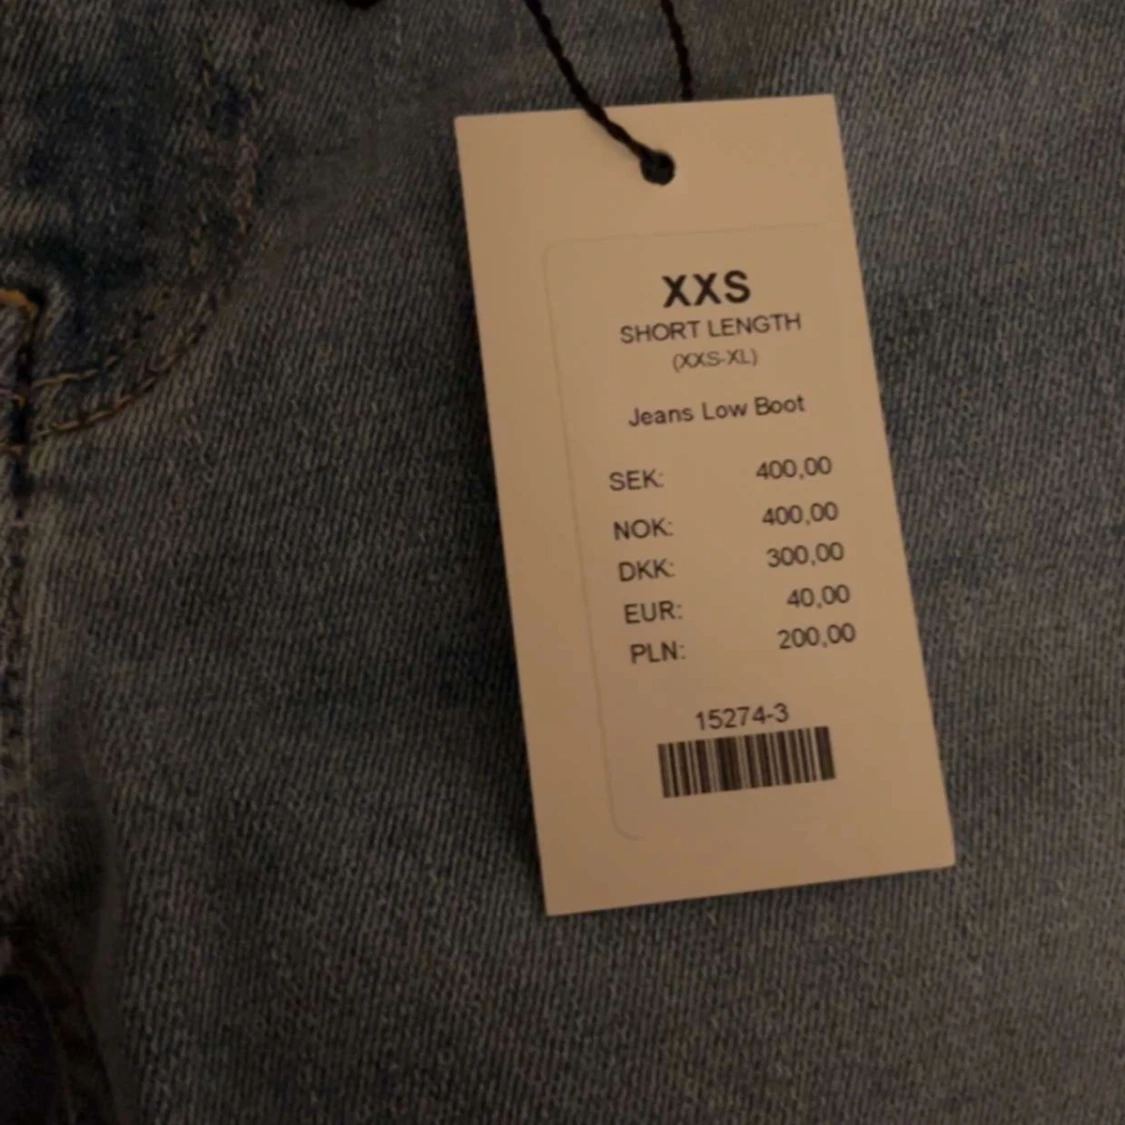 XXS
SHORT LENGTH
(XXS-XL)
Jeans Low Boot
SEK: 400,00
NOK: 400,00
DKK: 300,00
EUR: 40,00
PLN: 200,00
15274-3